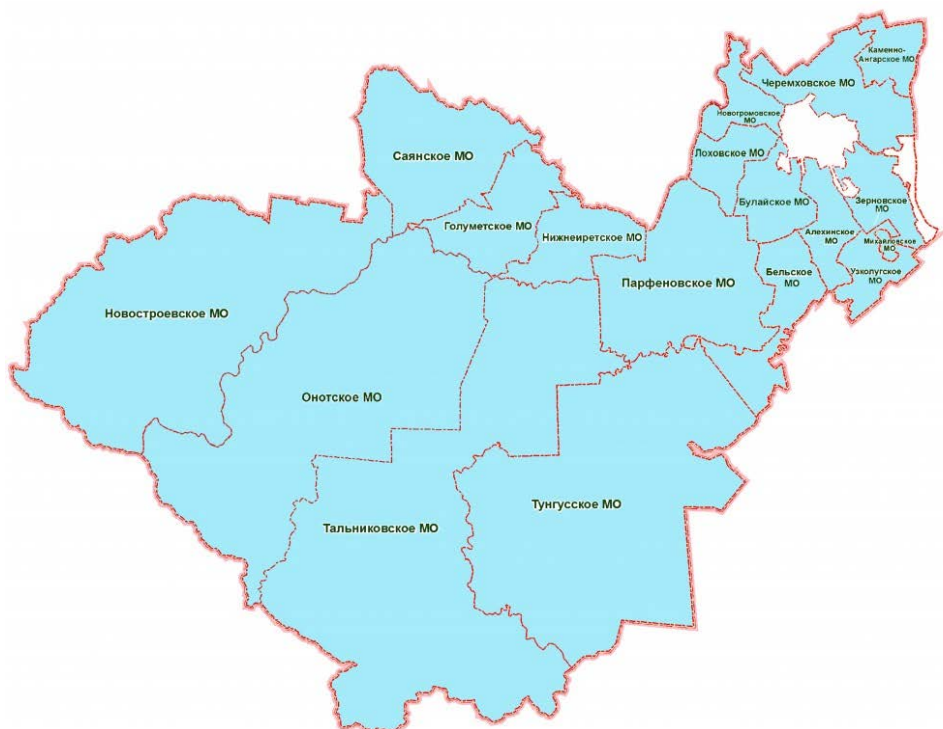 Каменно-
Ангарское МО
Черемховское МО
Новогромовское
МО
Лоховское МО
Саянское МО
Булайское МО
Зерновское
МО
Голуметское МО
Нижнеиретское МО
Алехинское
МО
Михайловское
МО
Бельское
МО
Узколугское
МО
Парфеновское МО
Новостроевское МО
Онотское МО
Тунгусское МО
Тальниковское МО